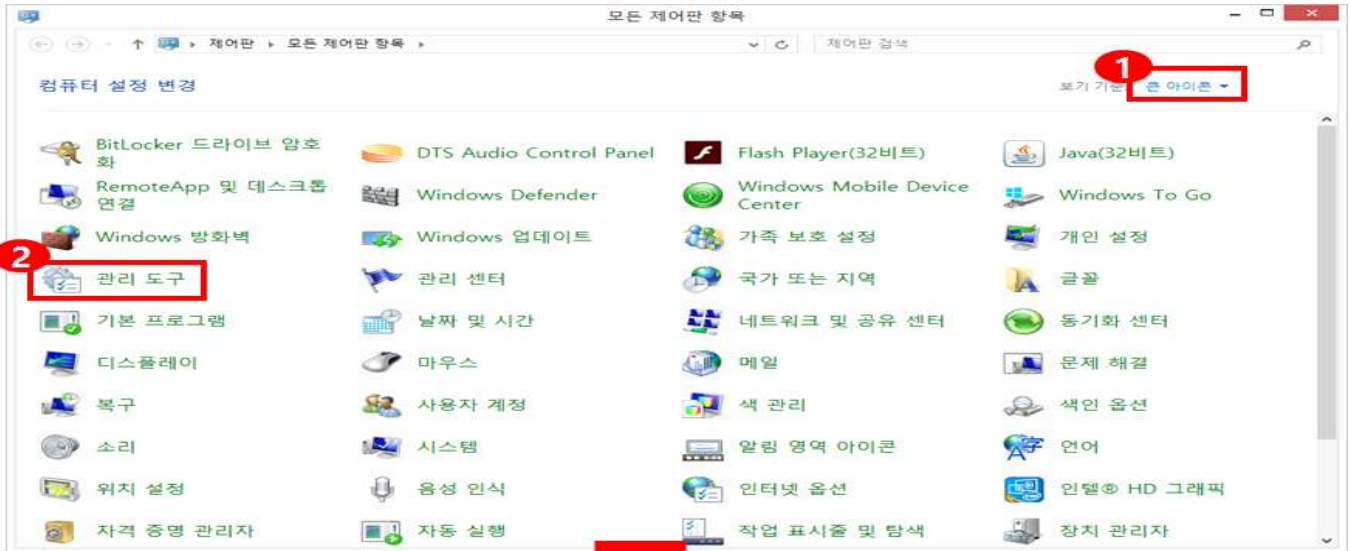 모든 제어판 항목
제어판 ▸ 모든 제어판 항목 ▸
제어판 검색
1
컴퓨터 설정 변경
보기 기준: 큰 아이콘
BitLocker 드라이브 암호
화
DTS Audio Control Panel
Flash Player(32비트)
Java(32비트)
RemoteApp 및 데스크톱
연결
Windows Defender
Windows Mobile Device
Center
Windows To Go
Windows 방화벽
Windows 업데이트
가족 보호 설정
개인 설정
2
관리 도구
관리 센터
국가 또는 지역
글꼴
기본 프로그램
날짜 및 시간
네트워크 및 공유 센터
동기화 센터
디스플레이
마우스
메일
문제 해결
복구
사용자 계정
색 관리
색인 옵션
소리
시스템
알림 영역 아이콘
언어
위치 설정
음성 인식
인터넷 옵션
인텔® HD 그래픽
자격 증명 관리자
자동 실행
작업 표시줄 및 탐색
장치 관리자